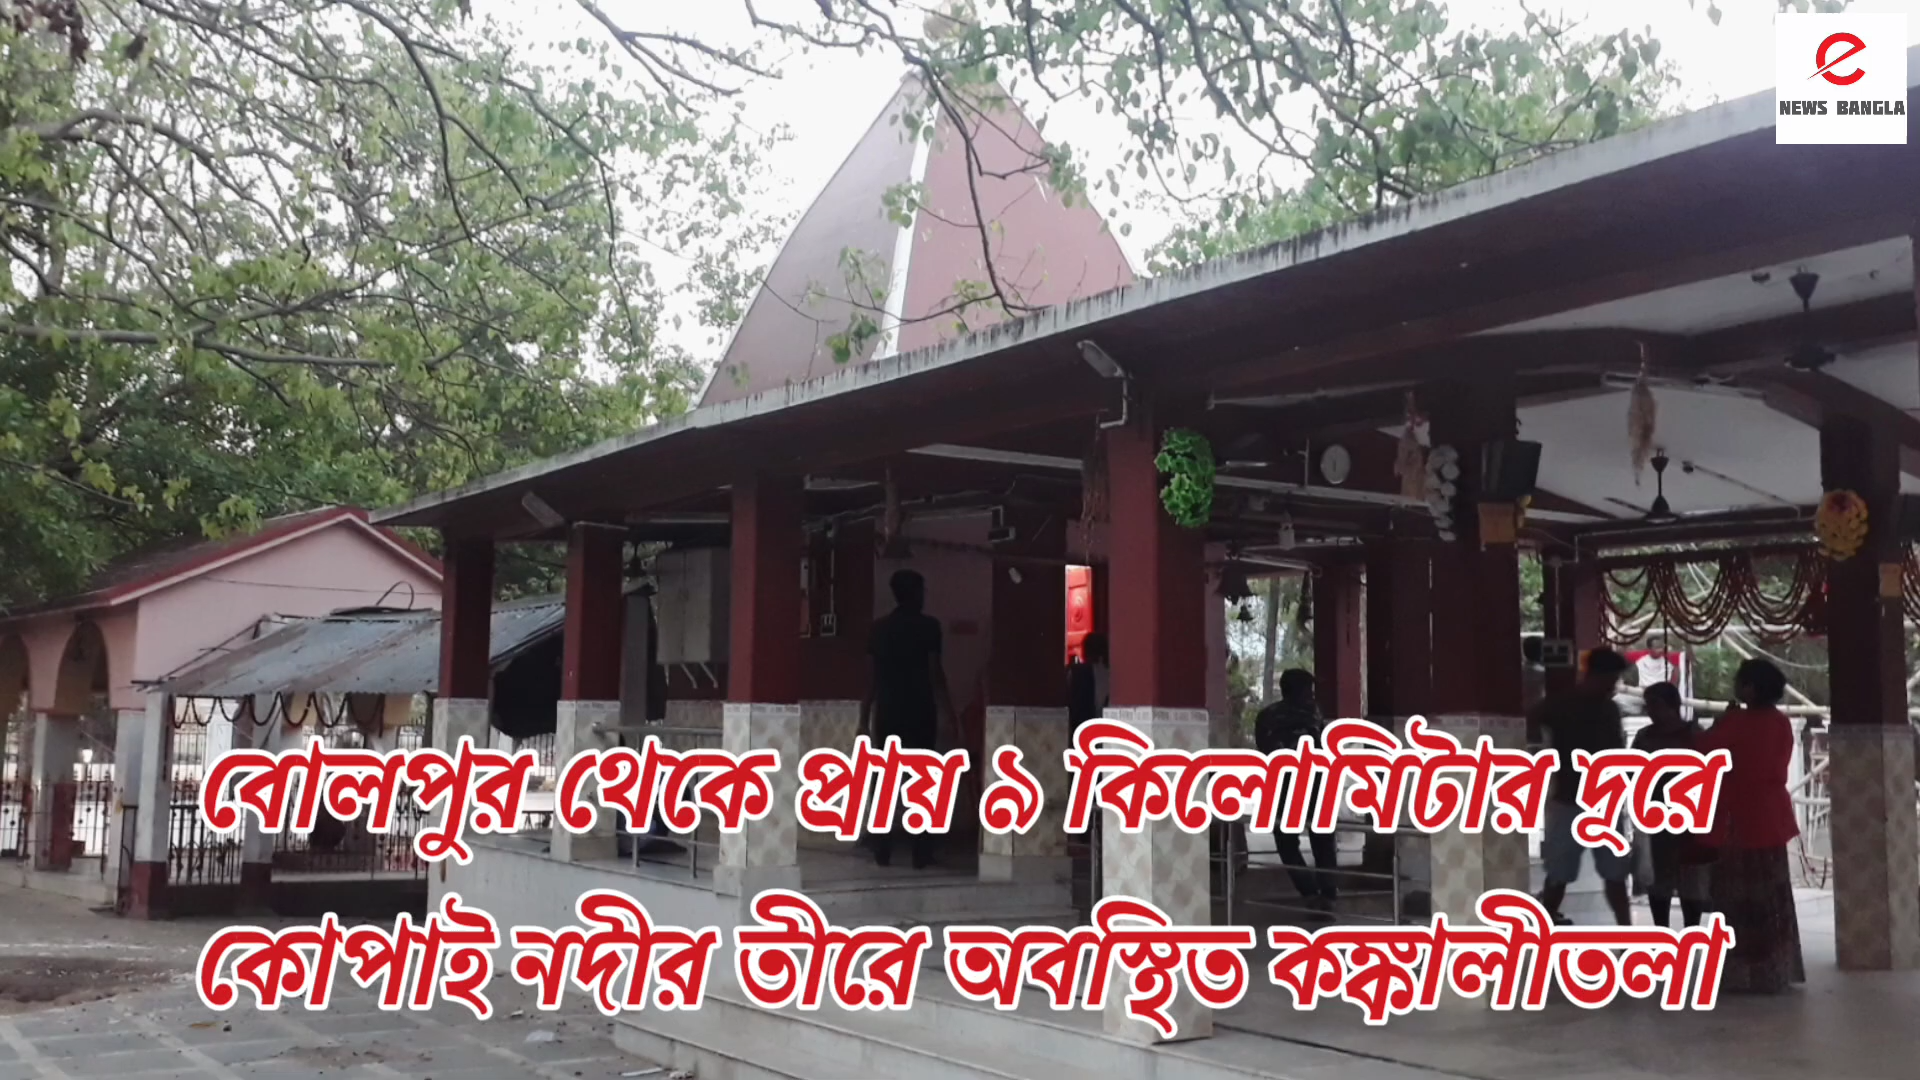 NEWS BANGLA
বোলপুর থেকে প্রায় ৯ কিলোমিটার দূরে
কোপাই নদীর তীরে অবস্থিত কঙ্কালীতলা